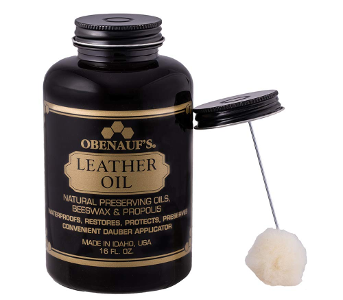 OBENAUF'S®
LEATHER
OIL
NATURAL PRESERVING OILS,
BEESWAX & PROPOLIS
WATERPROOFS, RESTORES, PROTECTS, PRESERVES
CONVENIENT DAUBER APPLICATOR
MADE IN IDAHO, USA
16 FL. OZ.